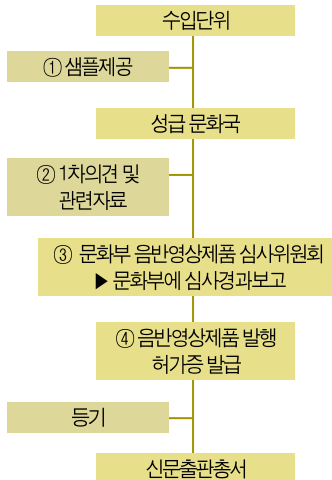 수입단위
① 샘플제공
성급 문화국
② 1차의견 및
관련자료
③ 문화부 음반영상제품 심사위원회
▶ 문화부에 심사경과보고
④ 음반영상제품 발행
허가증 발급
등기
신문출판총서